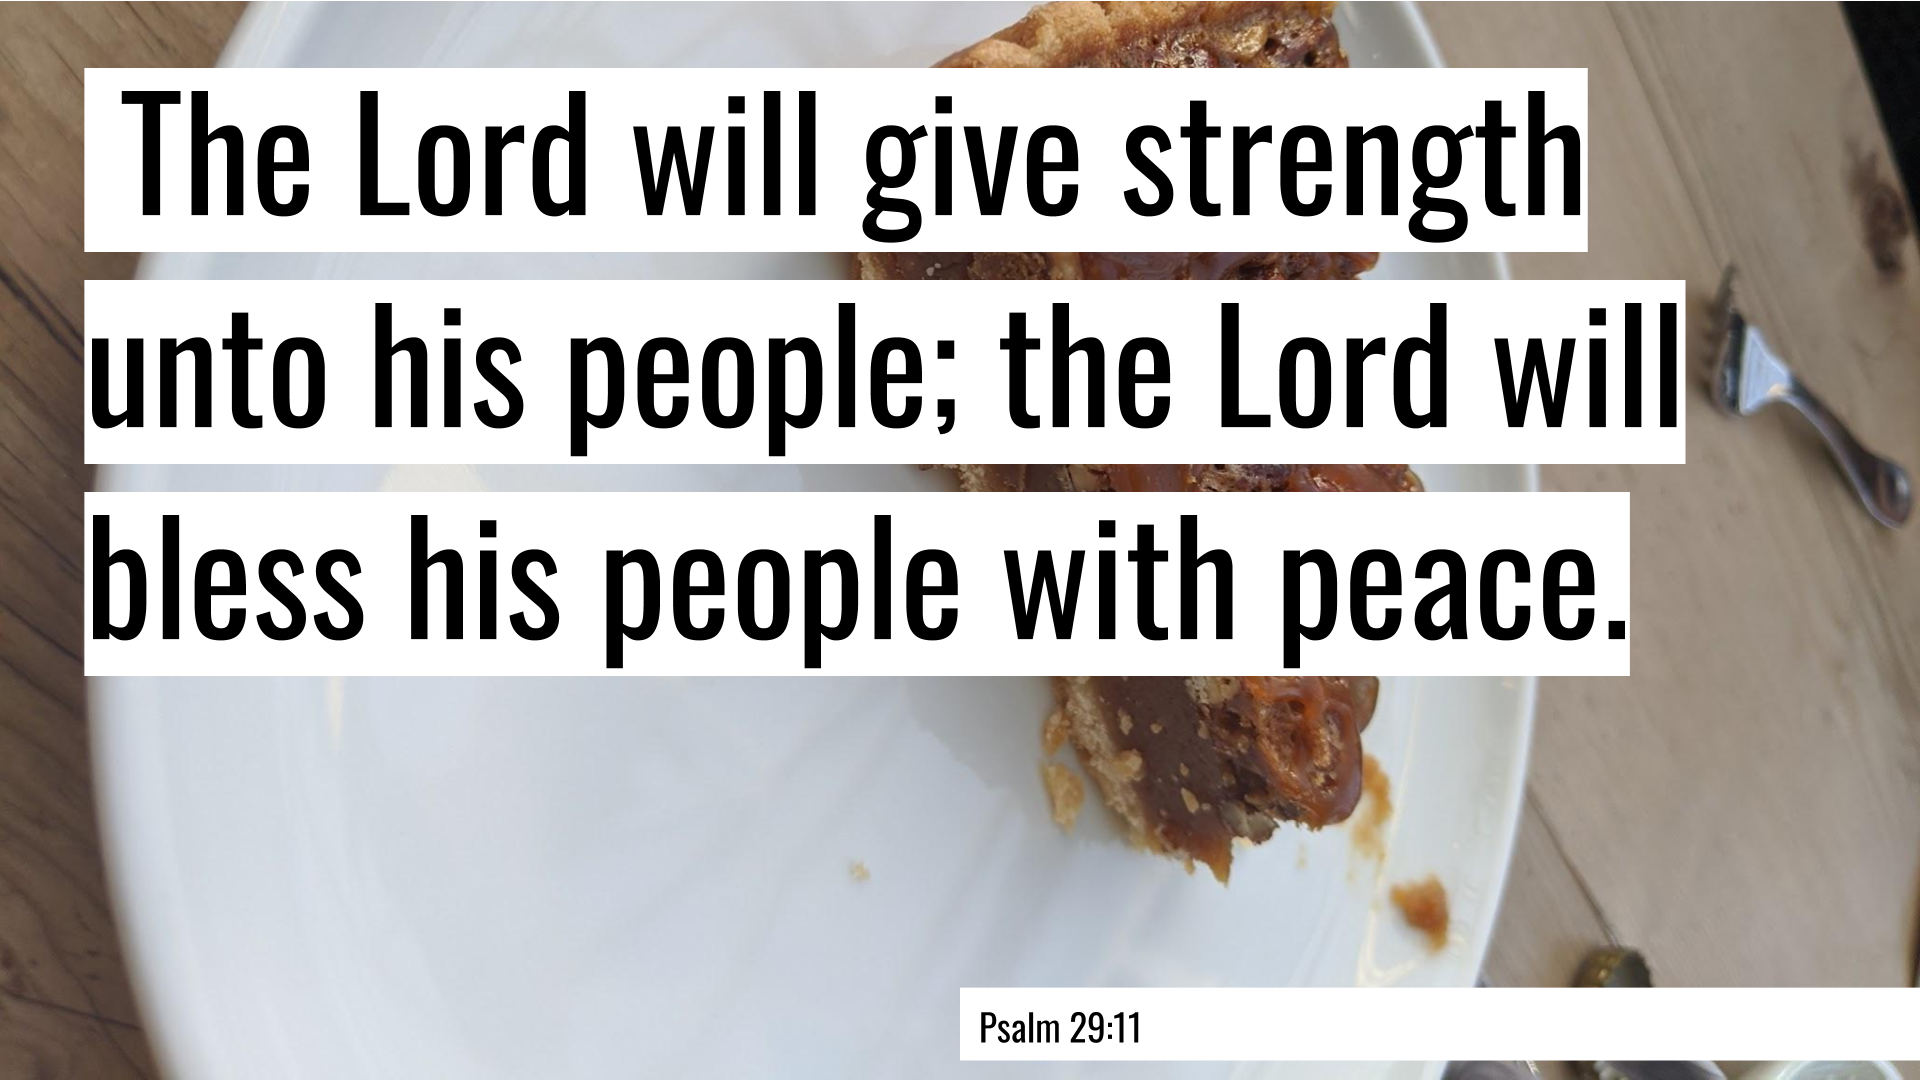 The Lord will give strength
unto his people; the Lord will
bless his people with peace.
Psalm 29:11